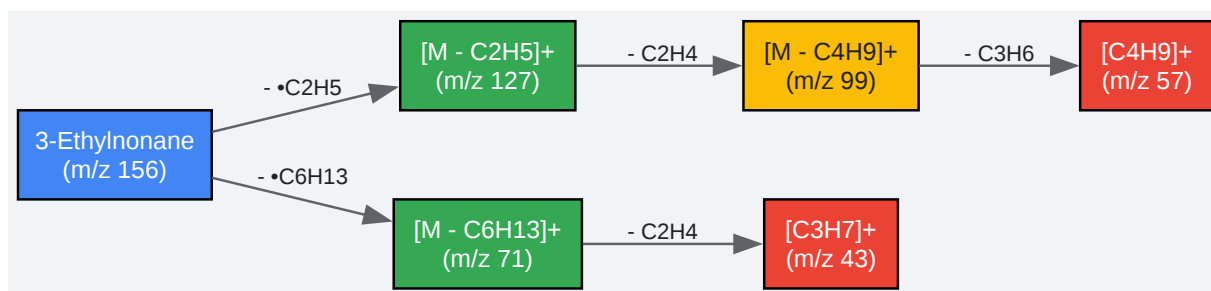 [M - C2H5]+
(m/z 127)
- C2H4
[M - C4H9]+
(m/z 99)
- C3H6
[C4H9]+
(m/z 57)
- •C2H5
3-Ethylnonane
(m/z 156)
- •C6H13
[M - C6H13]+
(m/z 71)
- C2H4
[C3H7]+
(m/z 43)